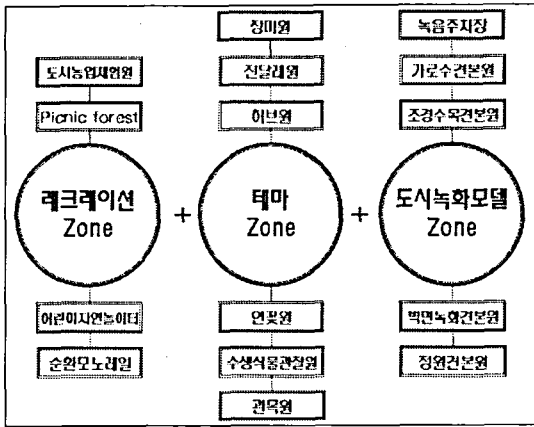 장미원
녹음주차장
도시농업체험원
진달래원
가로수견본원
Picnic forest
허브원
조경수목견본원
레크레이션
Zone
+
테마
Zone
+
도시녹화모델
Zone
어린이자연놀이터
연꽃원
벽면녹화견본원
순환모노레일
수생식물관찰원
정원견본원
관목원